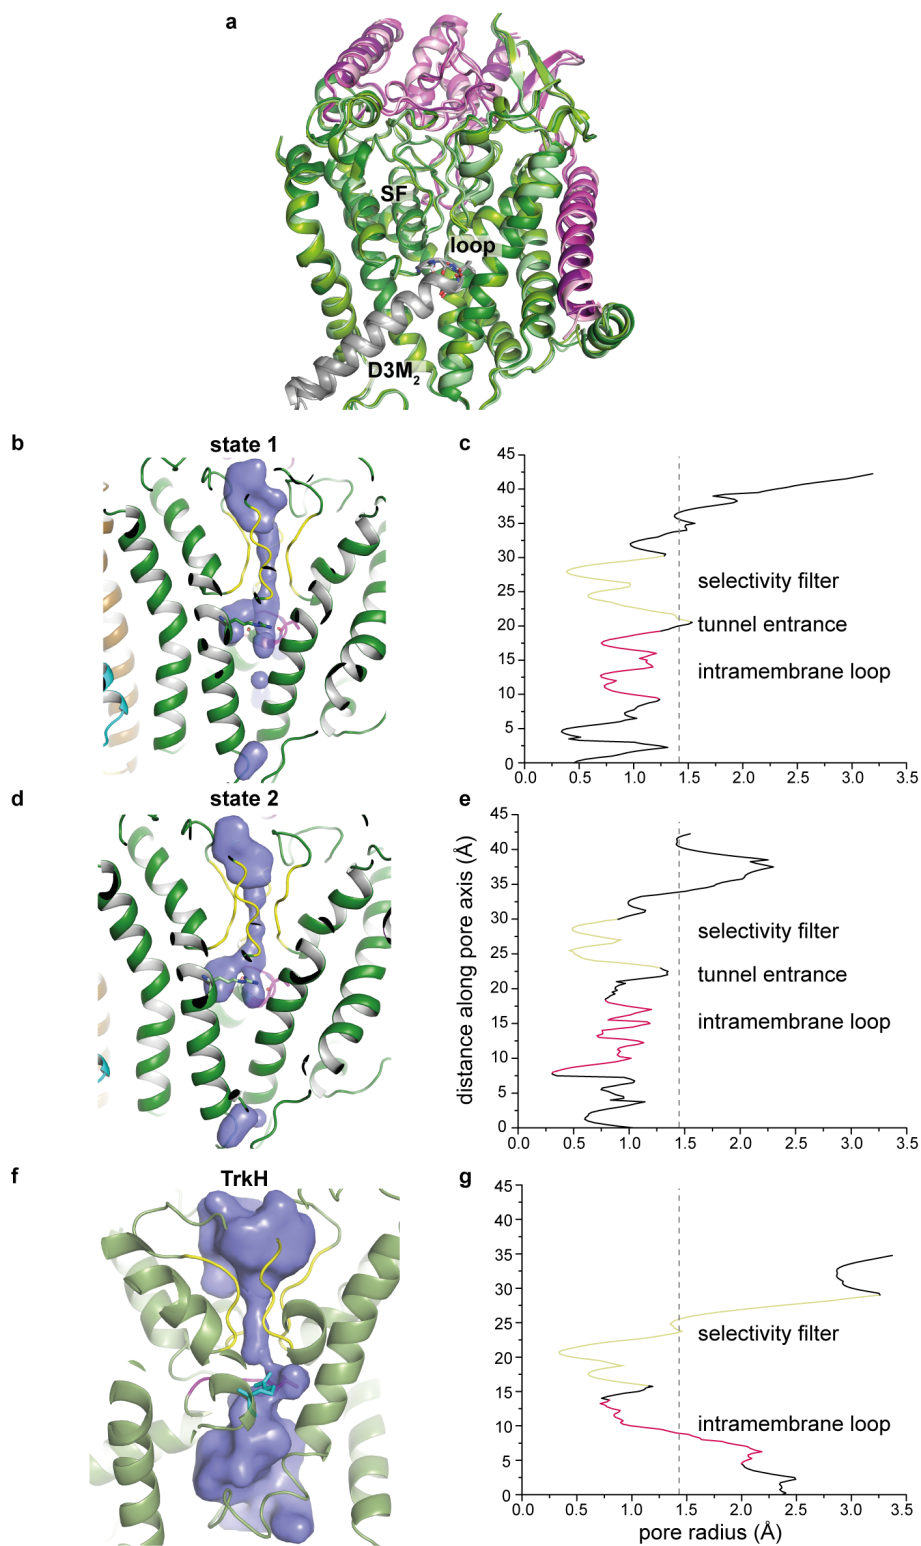 a
SF
loop
D3M₂
b
state 1
c
45
40
35
30
25
20
15
10
5
0
selectivity filter
tunnel entrance
intramembrane loop
0.0 0.5 1.0 1.5 2.0 2.5 3.0 3.5
d
state 2
e
distance along pore axis (Å)
45
40
35
30
25
20
15
10
5
0
selectivity filter
tunnel entrance
intramembrane loop
0.0 0.5 1.0 1.5 2.0 2.5 3.0 3.5
f
TrkH
g
45
40
35
30
25
20
15
10
5
0
selectivity filter
intramembrane loop
0.0 0.5 1.0 1.5 2.0 2.5 3.0 3.5
pore radius (Å)